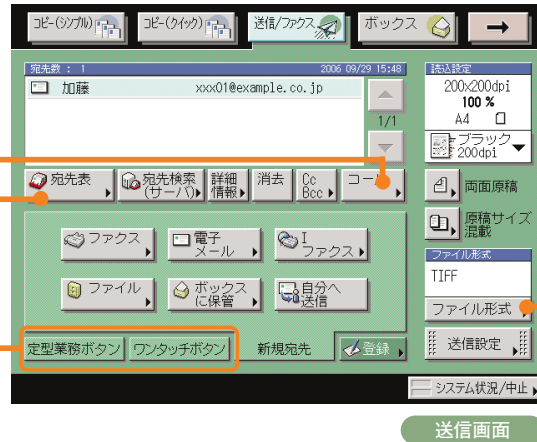 コピー(シンプル)
コピー(クイック)
送信/ファクス
ボックス
→
宛先数 : 1
2006 09/29 15:48
加藤 xxx01@example.co.jp
1/1
宛先表
宛先検索
(サーバ)
詳細
情報
消去
Cc
Bcc
コー
ファクス
電子
メール
I
ファクス
ファイル
ボックス
に保管
自分へ
送信
定型業務ボタン
ワンタッチボタン
新規宛先
登録
読込設定
200x200dpi
100 %
A4
ブラック
200dpi
両面原稿
原稿サイズ
混載
ファイル形式
TIFF
ファイル形式
送信設定
システム状況/中止
送信画面